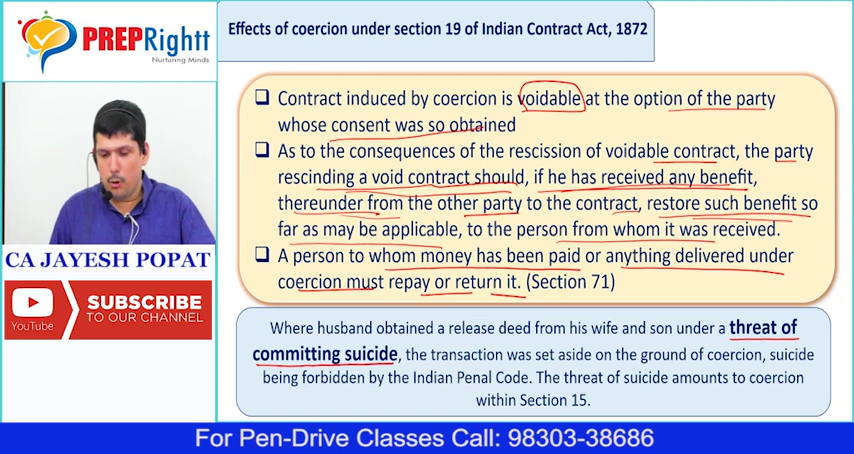 PREPRightt
Nurturing Minds
Effects of coercion under section 19 of Indian Contract Act, 1872
Contract induced by coercion is voidable at the option of the party
whose consent was so obtained
As to the consequences of the rescission of voidable contract, the party
rescinding a void contract should, if he has received any benefit,
thereunder from the other party to the contract, restore such benefit so
far as may be applicable, to the person from whom it was received.
A person to whom money has been paid or anything delivered under
coercion must repay or return it. (Section 71)
CA JAYESH POPAT
YouTube
SUBSCRIBE
TO OUR CHANNEL
Where husband obtained a release deed from his wife and son under a threat of
committing suicide, the transaction was set aside on the ground of coercion, suicide
being forbidden by the Indian Penal Code. The threat of suicide amounts to coercion
within Section 15.
For Pen-Drive Classes Call: 98303-38686